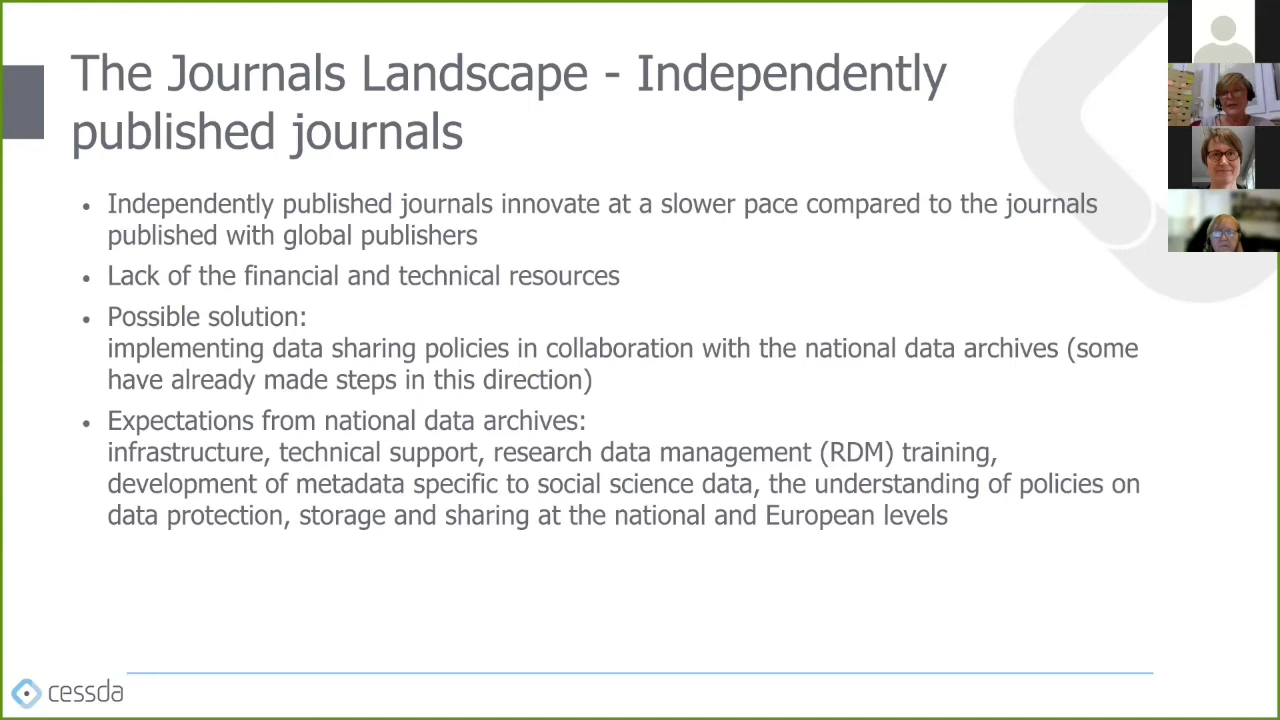 The Journals Landscape - Independently
published journals
• Independently published journals innovate at a slower pace compared to the journals
published with global publishers
• Lack of the financial and technical resources
• Possible solution:
implementing data sharing policies in collaboration with the national data archives (some
have already made steps in this direction)
• Expectations from national data archives:
infrastructure, technical support, research data management (RDM) training,
development of metadata specific to social science data, the understanding of policies on
data protection, storage and sharing at the national and European levels
cessda